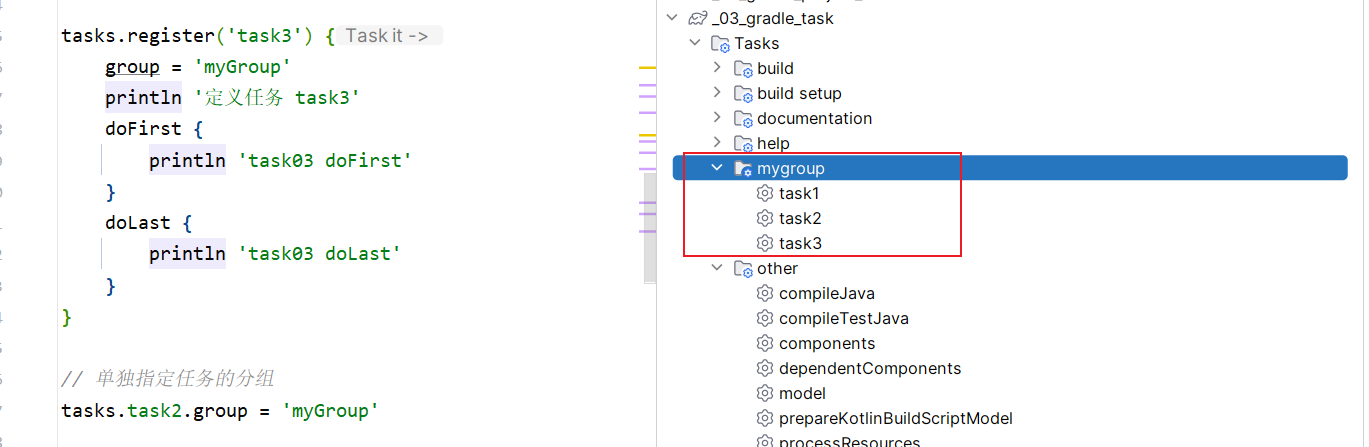 tasks.register('task3') { Task it ->
group = 'myGroup'
println '定义任务 task3'
doFirst {
println 'task03 doFirst'
}
doLast {
println 'task03 doLast'
}
}
// 单独指定任务的分组
tasks.task2.group = 'myGroup'
_03_gradle_task
Tasks
build
build setup
documentation
help
mygroup
task1
task2
task3
other
compileJava
compileTestJava
components
dependentComponents
model
prepareKotlinBuildScriptModel
processResources